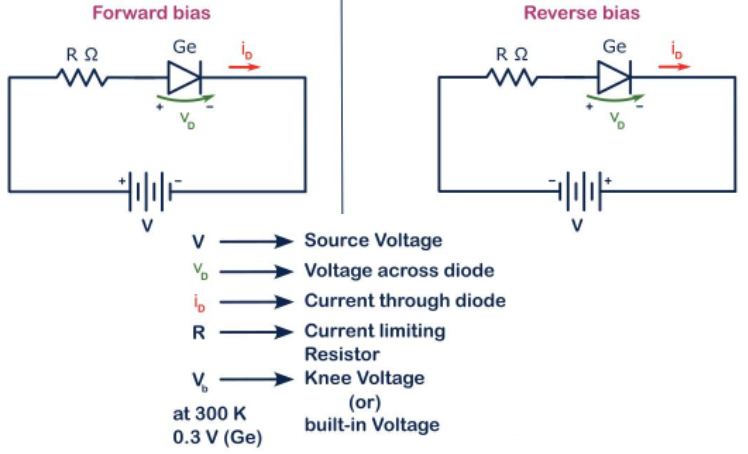 Forward bias
Reverse bias
R Ω
Ge
i_D
R Ω
Ge
i_D
+
-
V_D
+
-
V_D
+
-
V
-
+
V
V → Source Voltage
V_D → Voltage across diode
i_D → Current through diode
R → Current limiting
Resistor
V_b → Knee Voltage
(or)
at 300 K
built-in Voltage
0.3 V (Ge)